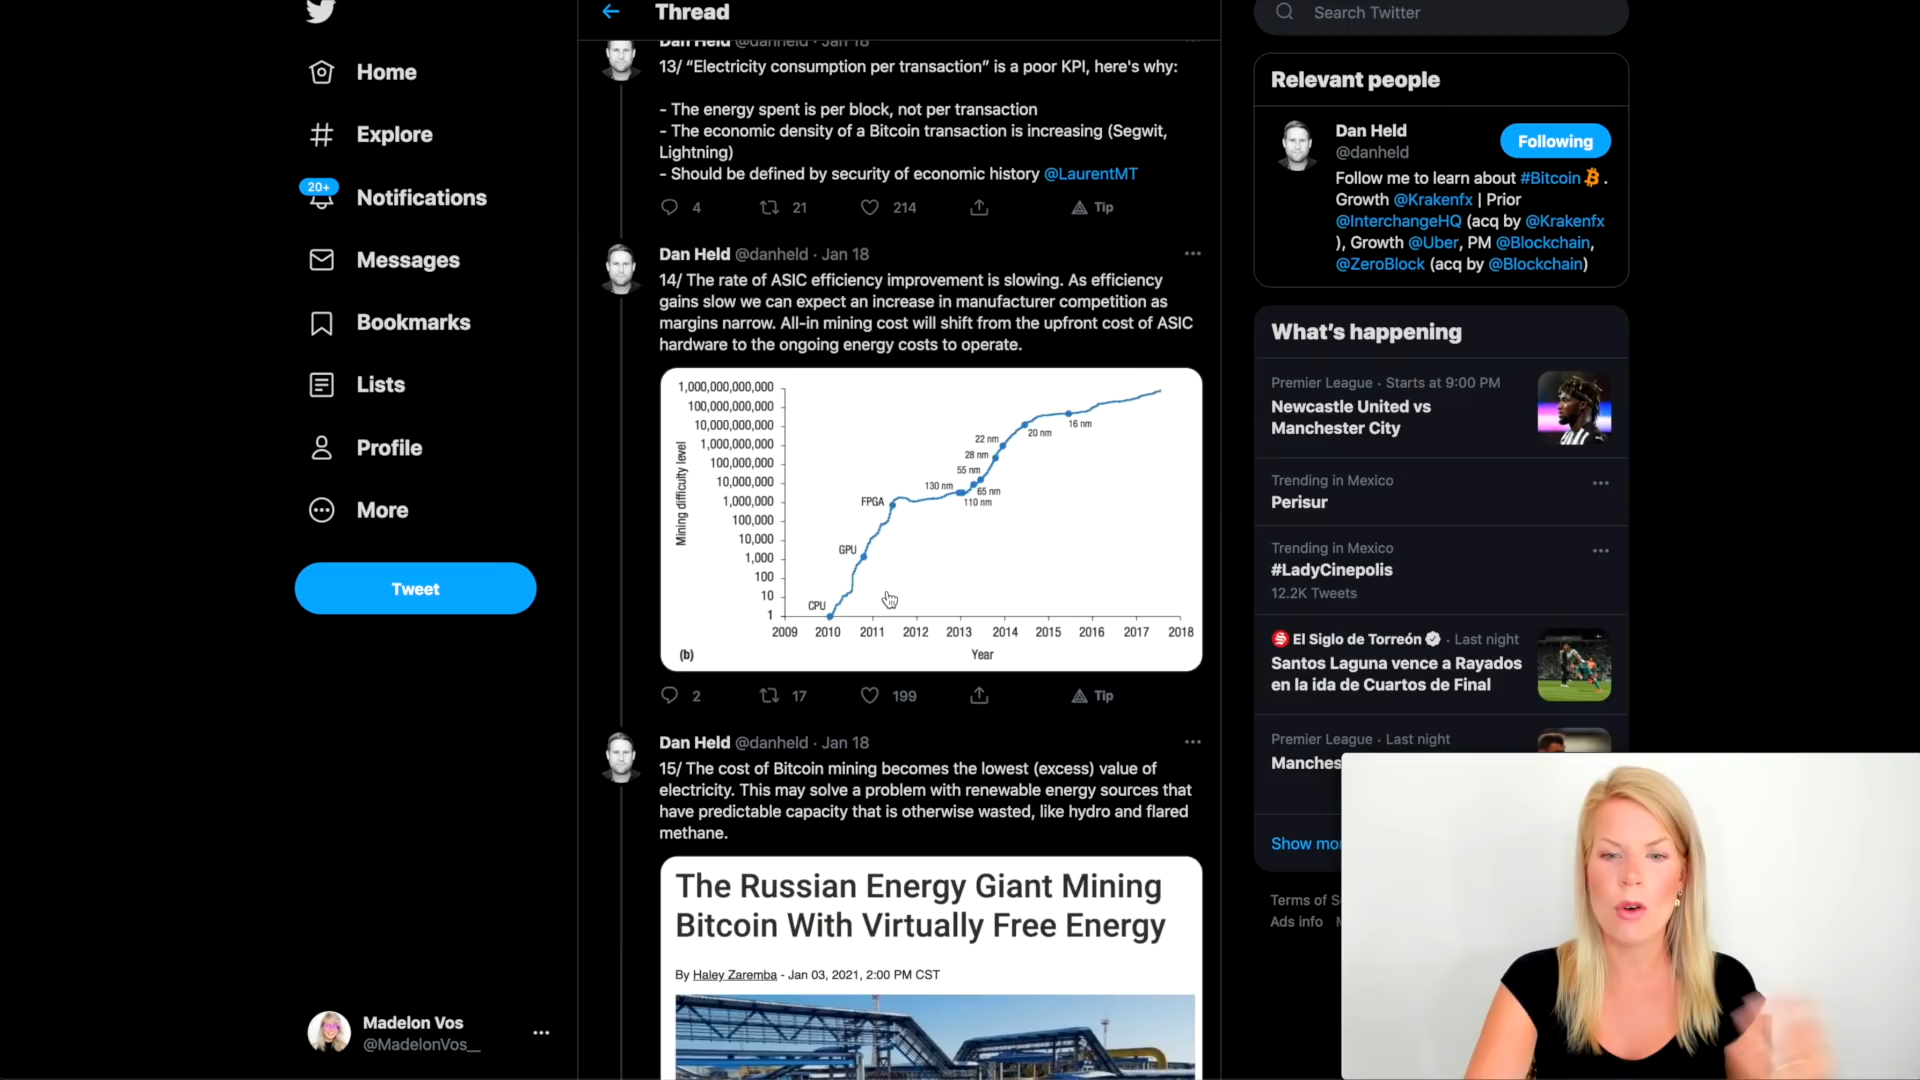 Home
Explore
20+
Notifications
Messages
Bookmarks
Lists
Profile
More
Tweet
Madelon Vos
@MadelonVos__
Thread
Dan Held @danheld · Jan 18
13/ “Electricity consumption per transaction” is a poor KPI, here's why:
- The energy spent is per block, not per transaction
- The economic density of a Bitcoin transaction is increasing (Segwit,
Lightning)
- Should be defined by security of economic history @LaurentMT
4 21 214 Tip
Dan Held @danheld · Jan 18
14/ The rate of ASIC efficiency improvement is slowing. As efficiency
gains slow we can expect an increase in manufacturer competition as
margins narrow. All-in mining cost will shift from the upfront cost of ASIC
hardware to the ongoing energy costs to operate.
Mining difficulty level
1,000,000,000,000
100,000,000,000
10,000,000,000
1,000,000,000
100,000,000
10,000,000
1,000,000
100,000
10,000
1,000
100
10
1
CPU
GPU
FPGA
130 nm
110 nm
65 nm
55 nm
28 nm
22 nm
20 nm
16 nm
2009 2010 2011 2012 2013 2014 2015 2016 2017 2018
(b)
Year
2 17 199 Tip
Dan Held @danheld · Jan 18
15/ The cost of Bitcoin mining becomes the lowest (excess) value of
electricity. This may solve a problem with renewable energy sources that
have predictable capacity that is otherwise wasted, like hydro and flared
methane.
The Russian Energy Giant Mining
Bitcoin With Virtually Free Energy
By Haley Zaremba - Jan 03, 2021, 2:00 PM CST
Search Twitter
Relevant people
Dan Held
@danheld
Following
Follow me to learn about #Bitcoin .
Growth @Krakenfx | Prior
@InterchangeHQ (acq by @Krakenfx
), Growth @Uber, PM @Blockchain,
@ZeroBlock (acq by @Blockchain)
What’s happening
Premier League · Starts at 9:00 PM
Newcastle United vs
Manchester City
Trending in Mexico
Perisur
Trending in Mexico
#LadyCinepolis
12.2K Tweets
El Siglo de Torreón · Last night
Santos Laguna vence a Rayados
en la ida de Cuartos de Final
Premier League · Last night
Manches
Show mo
Terms of S
Ads info